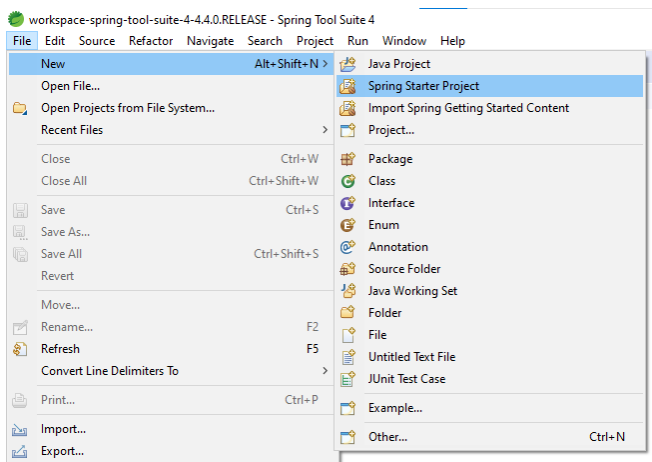 workspace-spring-tool-suite-4-4.4.0.RELEASE - Spring Tool Suite 4
File Edit Source Refactor Navigate Search Project Run Window Help
New Alt+Shift+N >
Open File...
Open Projects from File System...
Recent Files >
Close Ctrl+W
Close All Ctrl+Shift+W
Save Ctrl+S
Save As...
Save All Ctrl+Shift+S
Revert
Move...
Rename... F2
Refresh F5
Convert Line Delimiters To >
Print... Ctrl+P
Import...
Export...
Java Project
Spring Starter Project
Import Spring Getting Started Content
Project...
Package
Class
Interface
Enum
Annotation
Source Folder
Java Working Set
Folder
File
Untitled Text File
JUnit Test Case
Example...
Other... Ctrl+N